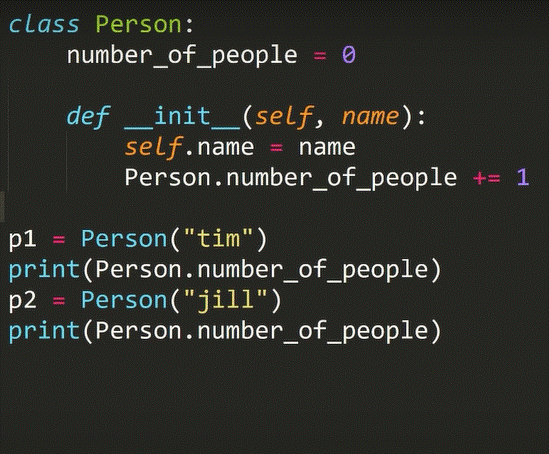 class Person:
    number_of_people = 0

    def __init__(self, name):
        self.name = name
        Person.number_of_people += 1

p1 = Person("tim")
print(Person.number_of_people)
p2 = Person("jill")
print(Person.number_of_people)